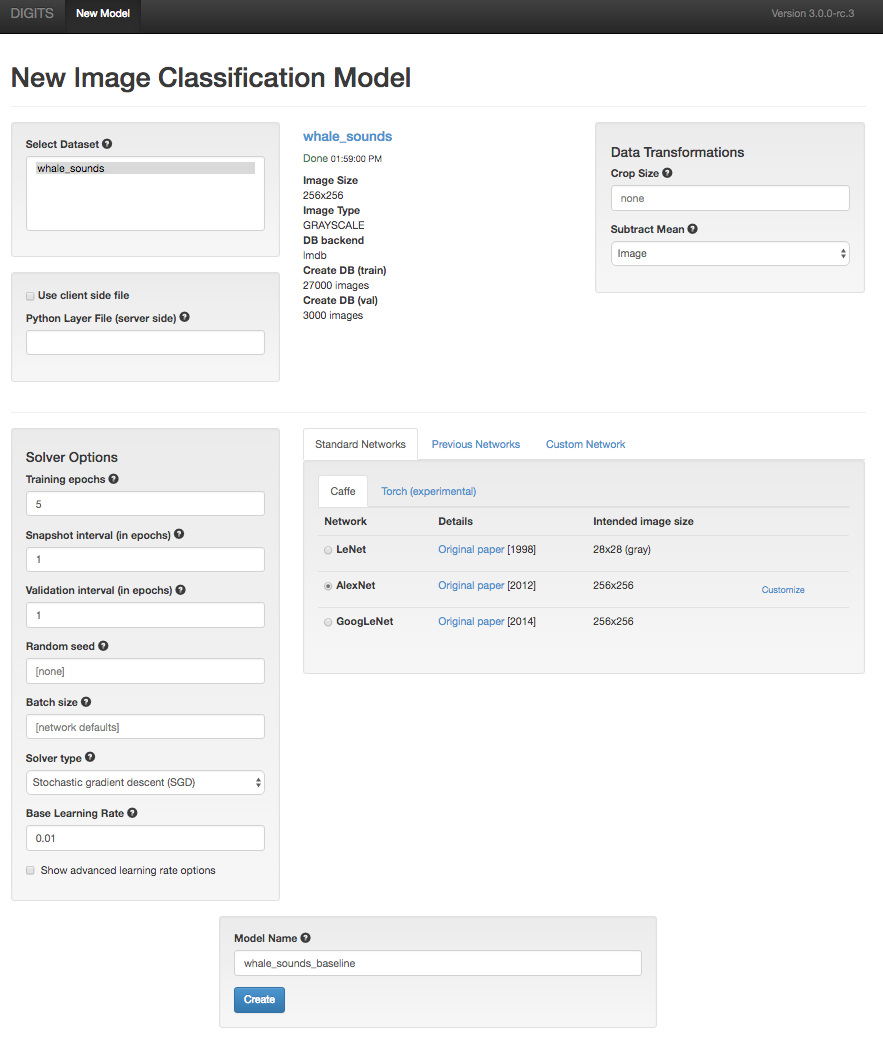 DIGITS New Model Version 3.0.0-rc.3
New Image Classification Model
Select Dataset
whale_sounds
Use client side file
Python Layer File (server side)
whale_sounds
Done 01:59:00 PM
Image Size
256x256
Image Type
GRAYSCALE
DB backend
lmdb
Create DB (train)
27000 images
Create DB (val)
3000 images
Data Transformations
Crop Size
none
Subtract Mean
Image
Solver Options
Training epochs
5
Snapshot interval (in epochs)
1
Validation interval (in epochs)
1
Random seed
[none]
Batch size
[network defaults]
Solver type
Stochastic gradient descent (SGD)
Base Learning Rate
0.01
Show advanced learning rate options
Standard Networks Previous Networks Custom Network
Caffe Torch (experimental)
Network Details Intended image size
LeNet Original paper [1998] 28x28 (gray)
AlexNet Original paper [2012] 256x256 Customize
GoogLeNet Original paper [2014] 256x256
Model Name
whale_sounds_baseline
Create